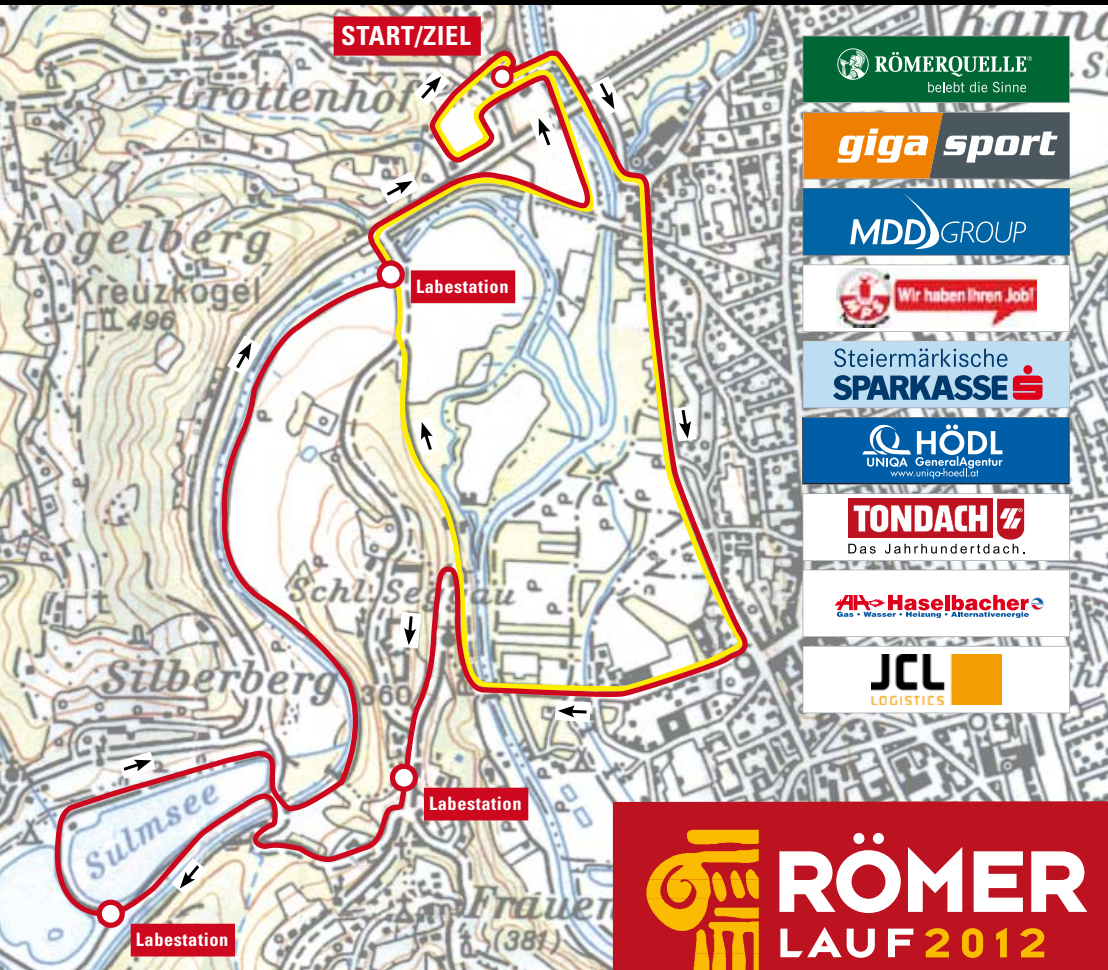 START/ZIEL
Grottenhof
Kogelberg
Kreuzkogel
496
Labestation
Schl. Seggau
Silberberg
360
Labestation
Sulmsee
Labestation
Frauen
(381)
RÖMERQUELLE®
belebt die Sinne
giga sport
MDD GROUP
Wir haben Ihren Job!
Steiermärkische
SPARKASSE
HÖDL
UNIQA GeneralAgentur
www.uniqa-hoedl.at
TONDACH
Das Jahrhundertdach.
Haselbacher
Gas • Wasser • Heizung • Alternativenergie
JCL
LOGISTICS
RÖMER
LAUF 2012